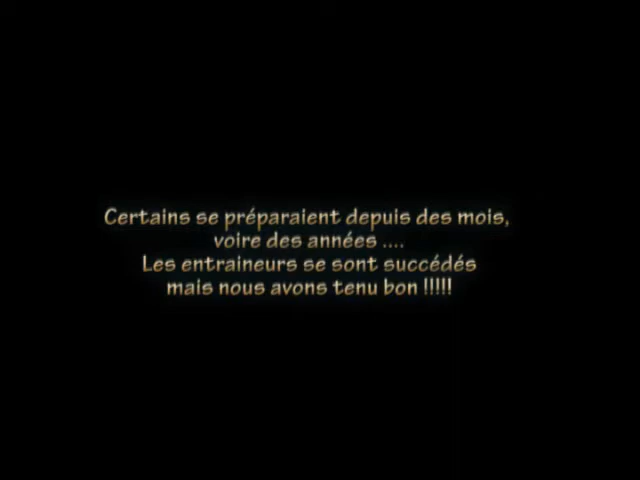 Certains se préparaient depuis des mois,
voire des années ....
Les entraineurs se sont succédés
mais nous avons tenu bon !!!!!